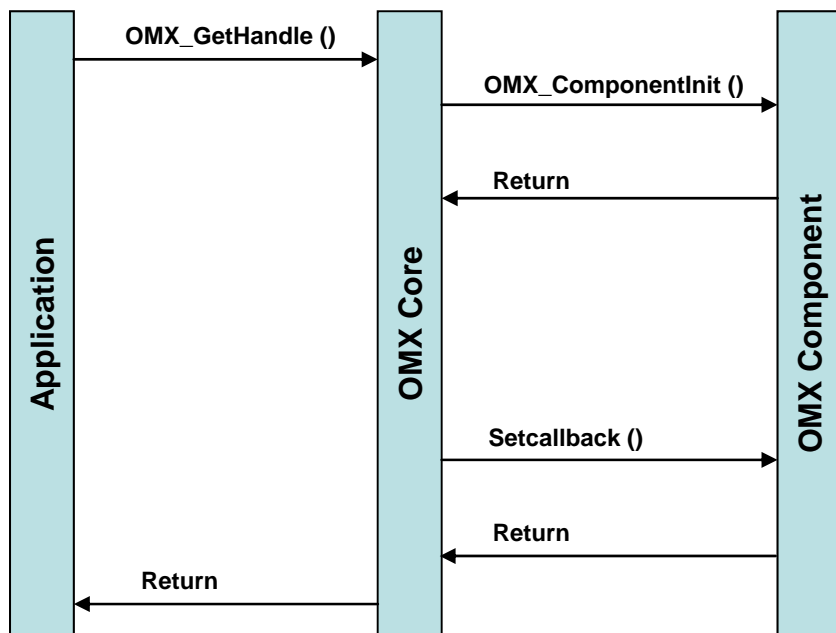 OMX_GetHandle ()
OMX_ComponentInit ()
Return
Application
OMX Core
OMX Component
Setcallback ()
Return
Return